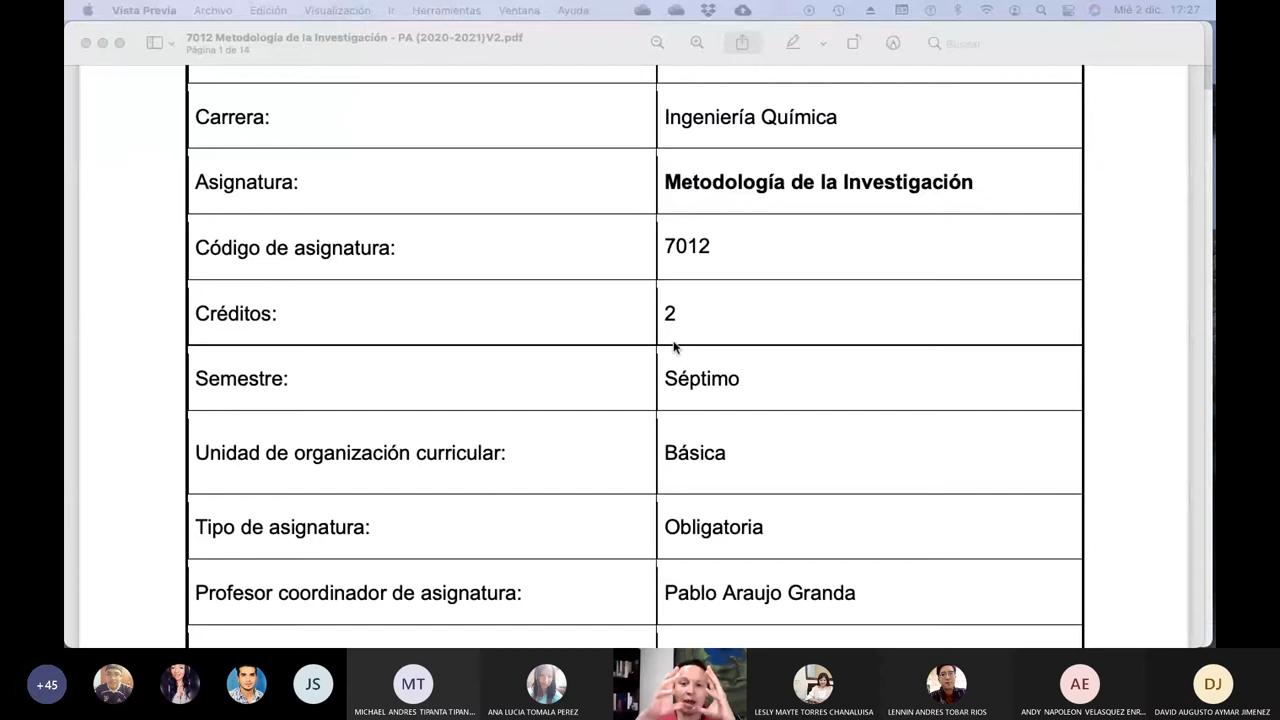 Vista Previa Archivo Edición Visualización Ir Herramientas Ventana Ayuda Mié 2 dic. 17:27
7012 Metodología de la Investigación - PA (2020-2021)V2.pdf
Página 1 de 14
Buscar
Carrera: Ingeniería Química
Asignatura: Metodología de la Investigación
Código de asignatura: 7012
Créditos: 2
Semestre: Séptimo
Unidad de organización curricular: Básica
Tipo de asignatura: Obligatoria
Profesor coordinador de asignatura: Pablo Araujo Granda
+45 JS MT AE DJ
MICHAEL ANDRES TIPANTA TIPAN... ANA LUCIA TOMALA PEREZ LESLY MAYTE TORRES CHANALUISA LENNIN ANDRES TOBAR RIOS ANDY NAPOLEON VELASQUEZ ENR... DAVID AUGUSTO AYMAR JIMENEZ